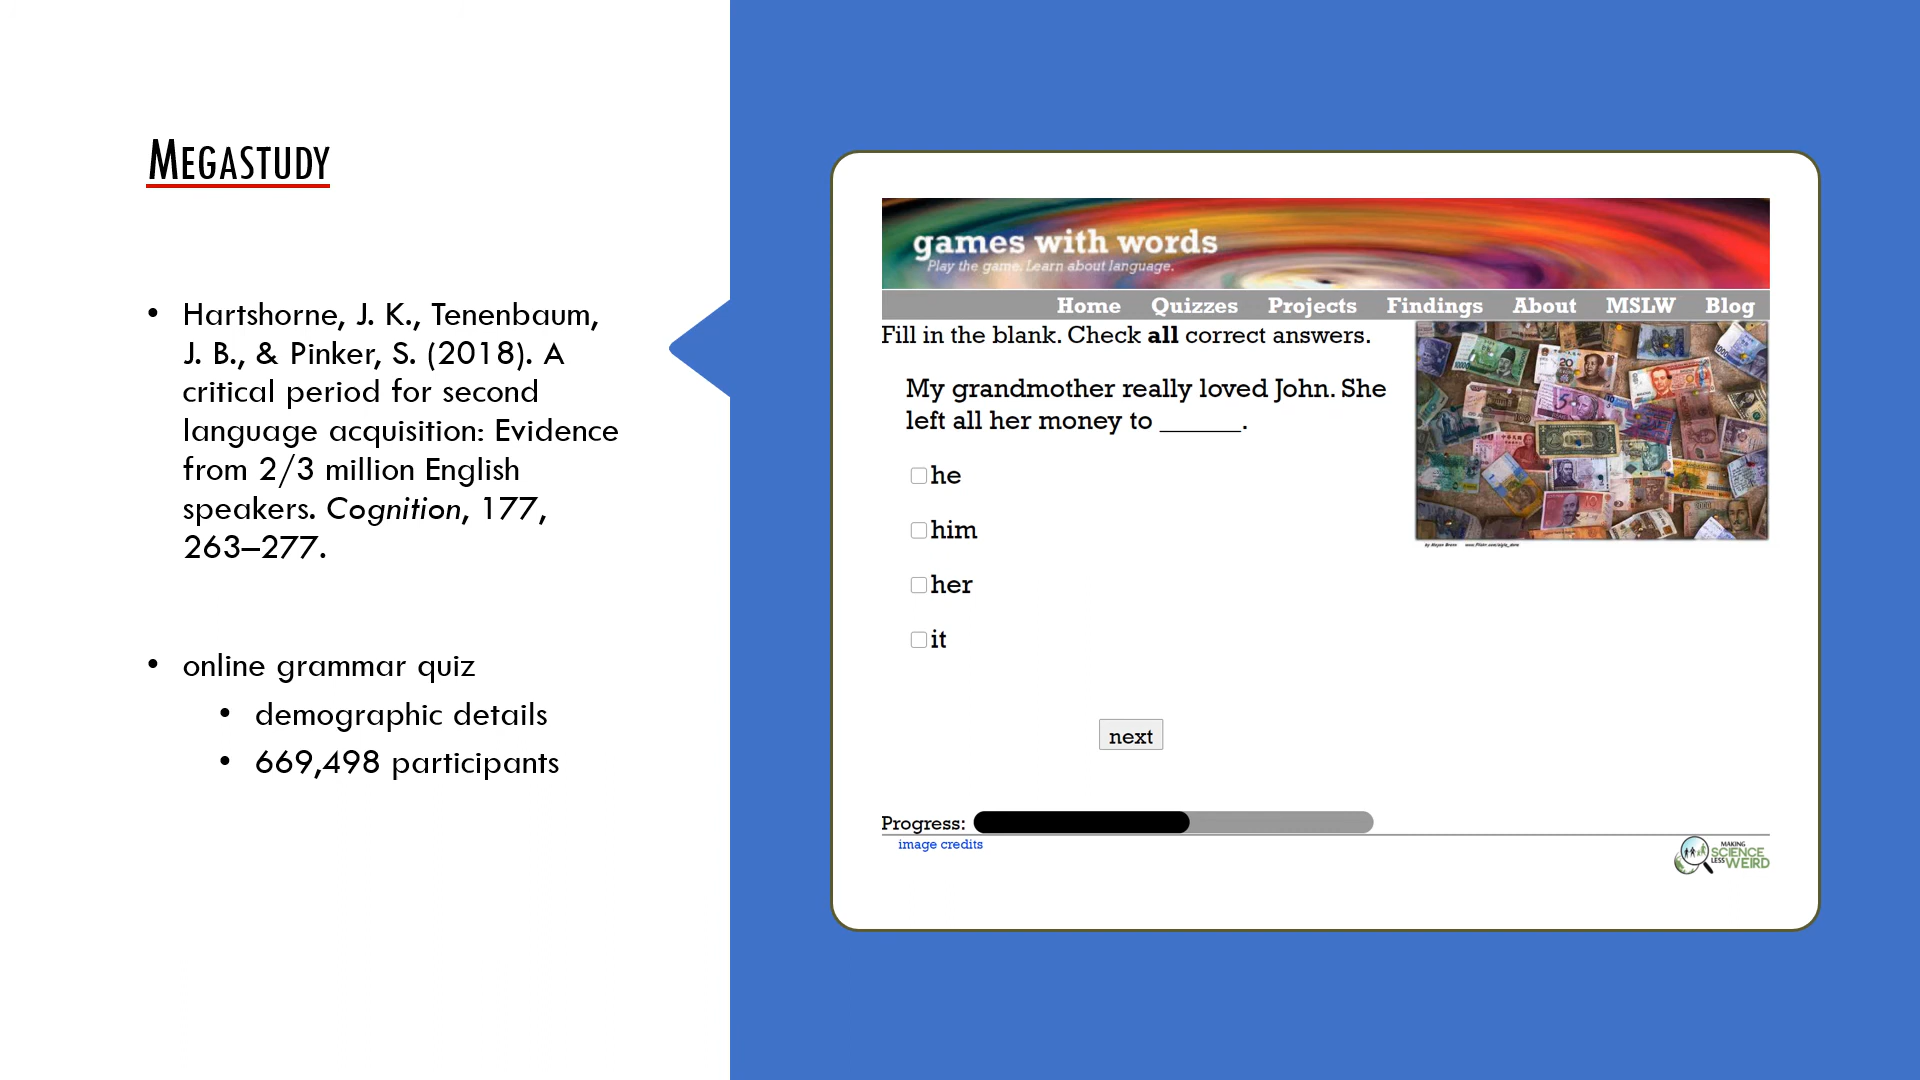 MEGASTUDY
• Hartshorne, J. K., Tenenbaum,
J. B., & Pinker, S. (2018). A
critical period for second
language acquisition: Evidence
from 2/3 million English
speakers. Cognition, 177,
263–277.
• online grammar quiz
• demographic details
• 669,498 participants
games with words
Play the game. Learn about language.
Home Quizzes Projects Findings About MSLW Blog
Fill in the blank. Check all correct answers.
My grandmother really loved John. She
left all her money to ______.
he
him
her
it
next
Progress:
image credits
MAKING
SCIENCE
LESS WEIRD